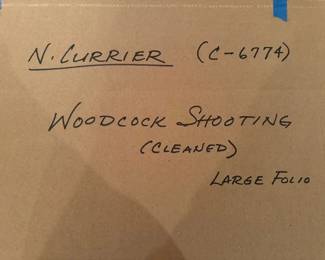 N. CURRIER (C-6774)
WOODCOCK SHOOTING
(CLEANED)
LARGE FOLIO